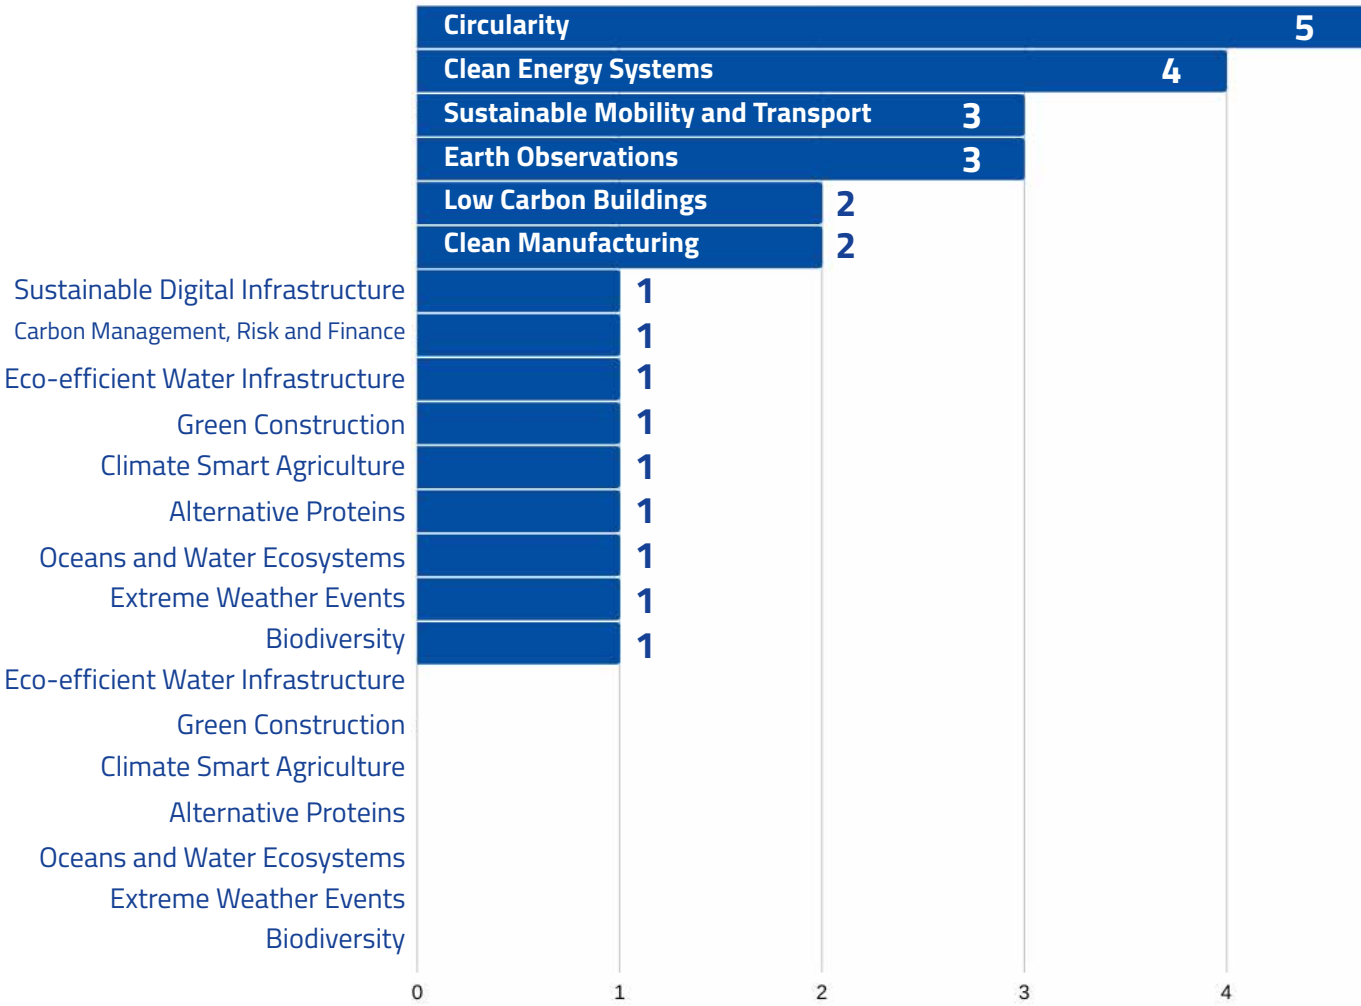 Circularity 5
Clean Energy Systems 4
Sustainable Mobility and Transport 3
Earth Observations 3
Low Carbon Buildings 2
Clean Manufacturing 2
Sustainable Digital Infrastructure 1
Carbon Management, Risk and Finance 1
Eco-efficient Water Infrastructure 1
Green Construction 1
Climate Smart Agriculture 1
Alternative Proteins 1
Oceans and Water Ecosystems 1
Extreme Weather Events 1
Biodiversity 1
Eco-efficient Water Infrastructure
Green Construction
Climate Smart Agriculture
Alternative Proteins
Oceans and Water Ecosystems
Extreme Weather Events
Biodiversity
0 1 2 3 4